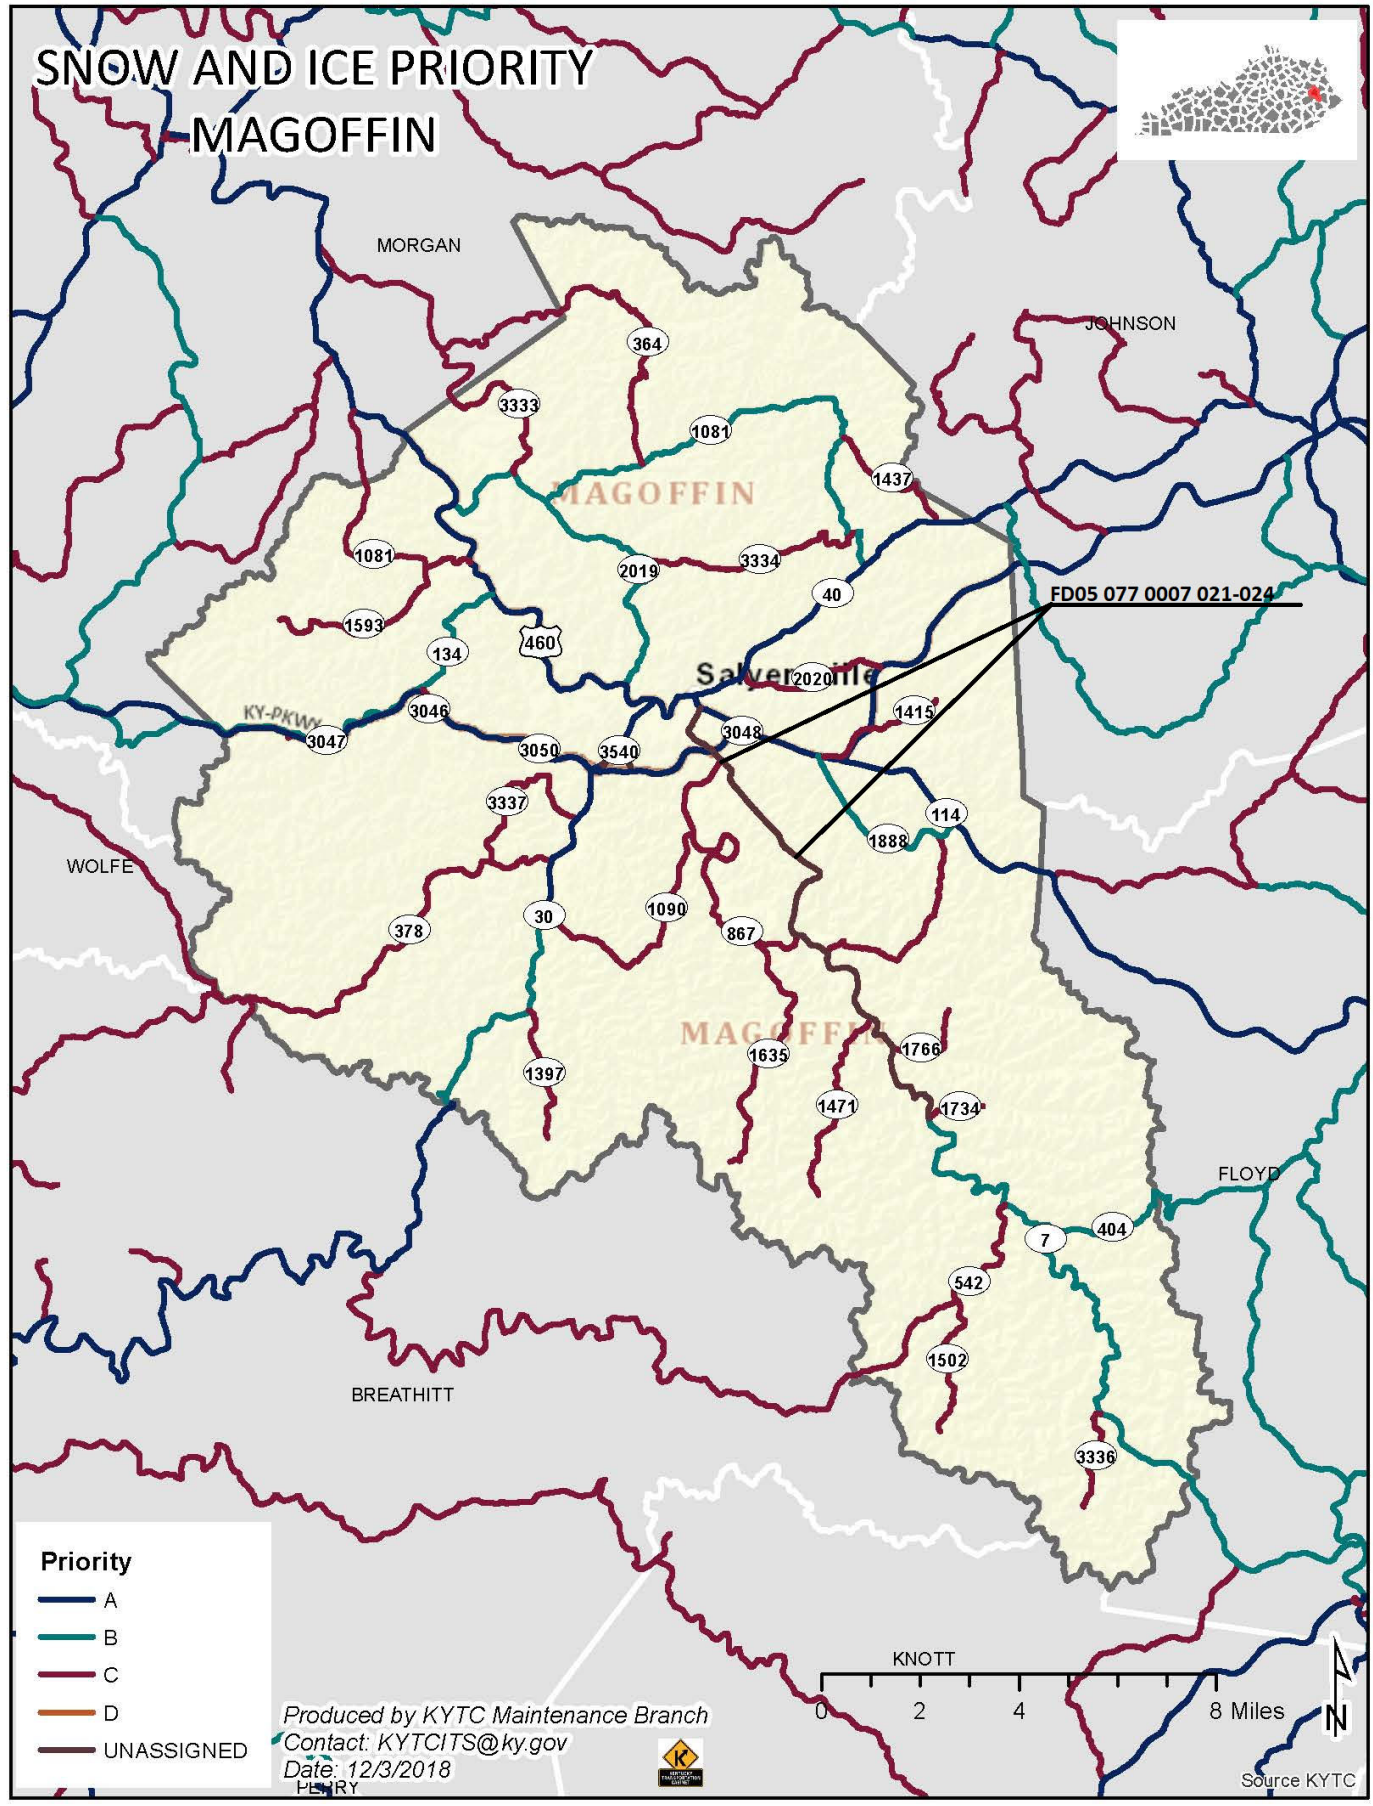 SNOW AND ICE PRIORITY
MAGOFFIN
MORGAN
JOHNSON
364
3333
1081
1437
MAGOFFIN
1081
3334
2019
40
FD05 077 0007 021-024
1593
460
134
Salyersville
2020
3046
1415
KY-PKWY
3047
3048
3050
3540
3337
114
1888
WOLFE
1090
30
378
867
MAGOFFIN
1766
1635
1397
1471
1734
FLOYD
404
7
542
1502
BREATHITT
3336
Priority
A
B
C
D
UNASSIGNED
KNOTT
0 2 4 8 Miles
N
Produced by KYTC Maintenance Branch
Contact: KYTCITS@ky.gov
Date: 12/3/2018
PERRY
Source KYTC